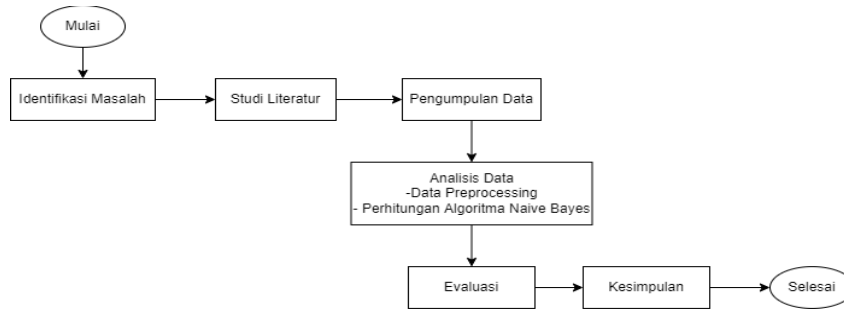 Mulai
Identifikasi Masalah
Studi Literatur
Pengumpulan Data
Analisis Data
-Data Preprocessing
- Perhitungan Algoritma Naive Bayes
Evaluasi
Kesimpulan
Selesai